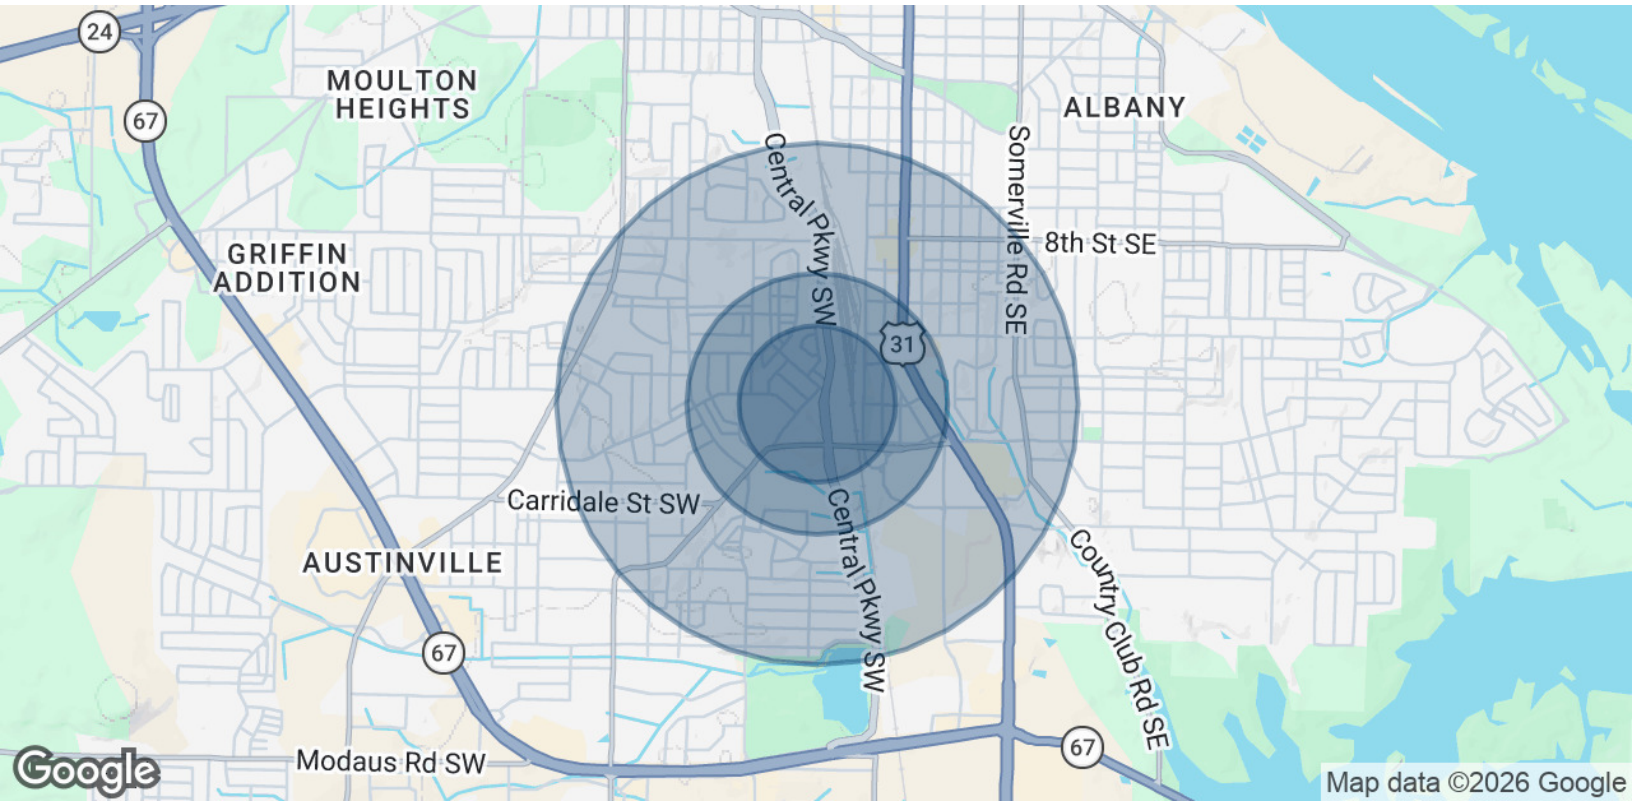 24
MOULTON
HEIGHTS
67
ALBANY
Central Pkwy SW
Somerville Rd SE
8th St SE
GRIFFIN
ADDITION
31
Carridale St SW
Central Pkwy SW
AUSTINVILLE
Country Club Rd SE
67
67
Modaus Rd SW
Google
Map data ©2026 Google